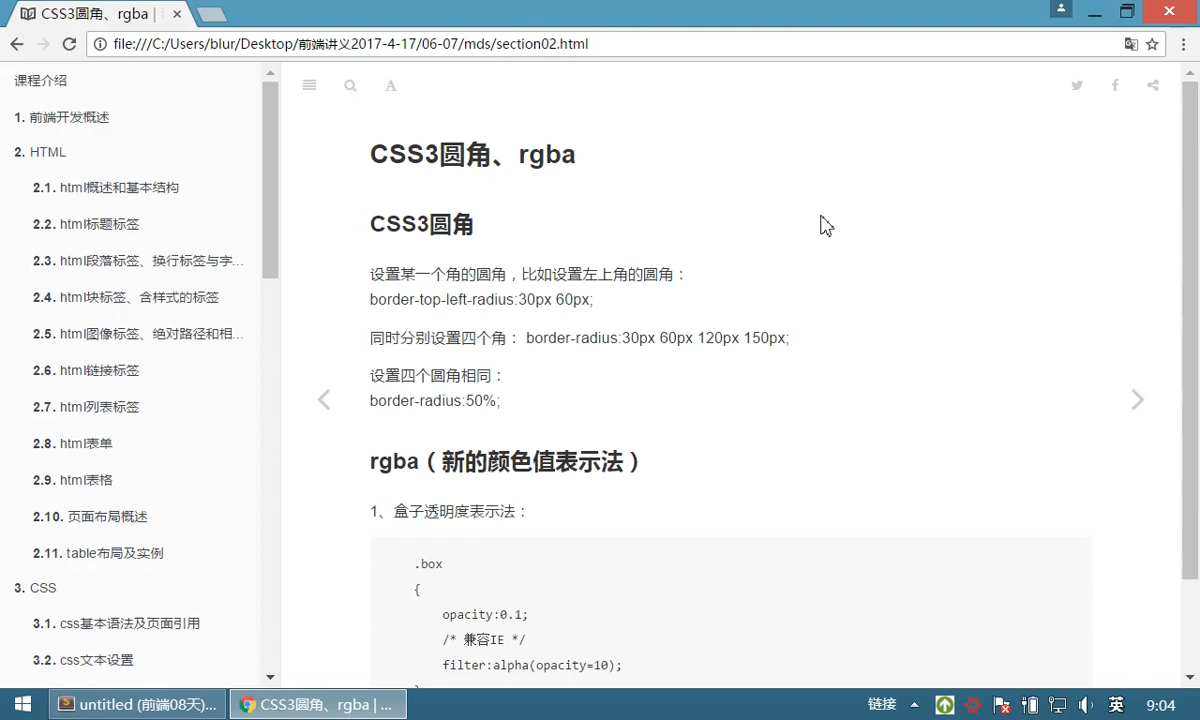 CSS3圆角、rgba |
file:///C:/Users/blur/Desktop/前端讲义2017-4-17/06-07/mds/section02.html
课程介绍
1. 前端开发概述
2. HTML
2.1. html概述和基本结构
2.2. html标题标签
2.3. html段落标签、换行标签与字...
2.4. html块标签、含样式的标签
2.5. html图像标签、绝对路径和相...
2.6. html链接标签
2.7. html列表标签
2.8. html表单
2.9. html表格
2.10. 页面布局概述
2.11. table布局及实例
3. CSS
3.1. css基本语法及页面引用
3.2. css文本设置
A
CSS3圆角、rgba
CSS3圆角
设置某一个角的圆角，比如设置左上角的圆角：
border-top-left-radius:30px 60px;
同时分别设置四个角： border-radius:30px 60px 120px 150px;
设置四个圆角相同：
border-radius:50%;
rgba（新的颜色值表示法）
1、盒子透明度表示法：
.box
{
opacity:0.1;
/* 兼容IE */
filter:alpha(opacity=10);
untitled (前端08天)...
CSS3圆角、rgba | ...
链接
英
9:04